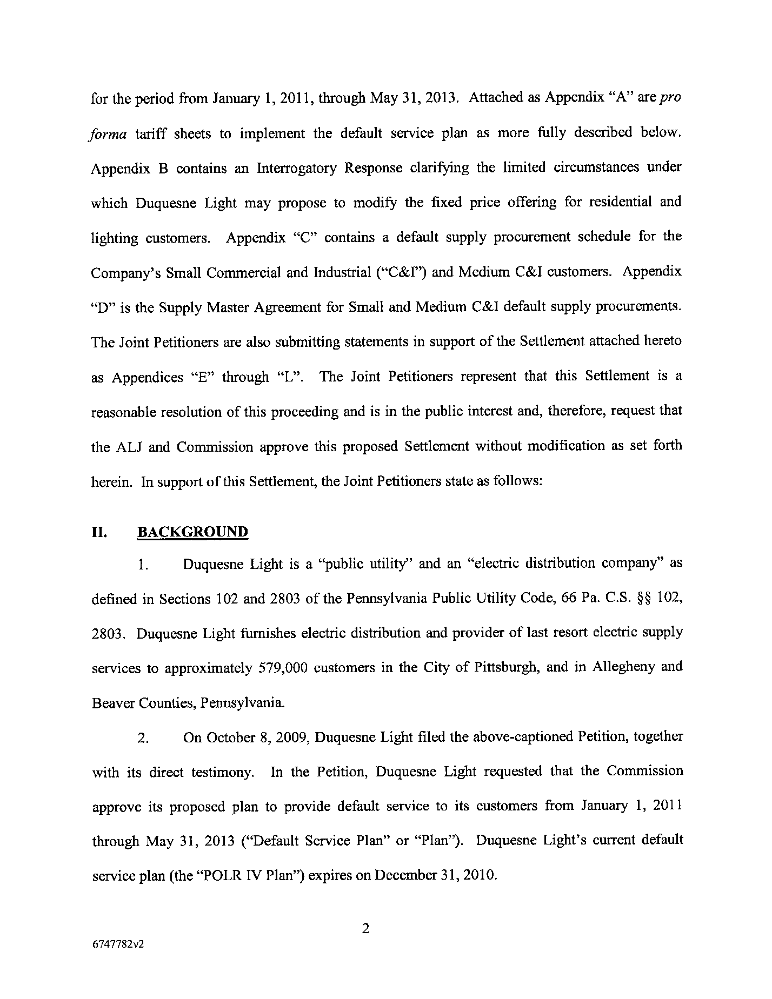 for the period from January 1, 2011, through May 31, 2013. Attached as Appendix “A” are pro
forma tariff sheets to implement the default service plan as more fully described below.
Appendix B contains an Interrogatory Response clarifying the limited circumstances under
which Duquesne Light may propose to modify the fixed price offering for residential and
lighting customers. Appendix “C” contains a default supply procurement schedule for the
Company’s Small Commercial and Industrial (“C&I”) and Medium C&I customers. Appendix
“D” is the Supply Master Agreement for Small and Medium C&I default supply procurements.
The Joint Petitioners are also submitting statements in support of the Settlement attached hereto
as Appendices “E” through “L”. The Joint Petitioners represent that this Settlement is a
reasonable resolution of this proceeding and is in the public interest and, therefore, request that
the ALJ and Commission approve this proposed Settlement without modification as set forth
herein. In support of this Settlement, the Joint Petitioners state as follows:
II. BACKGROUND
1. Duquesne Light is a “public utility” and an “electric distribution company” as
defined in Sections 102 and 2803 of the Pennsylvania Public Utility Code, 66 Pa. C.S. §§ 102,
2803. Duquesne Light furnishes electric distribution and provider of last resort electric supply
services to approximately 579,000 customers in the City of Pittsburgh, and in Allegheny and
Beaver Counties, Pennsylvania.
2. On October 8, 2009, Duquesne Light filed the above-captioned Petition, together
with its direct testimony. In the Petition, Duquesne Light requested that the Commission
approve its proposed plan to provide default service to its customers from January 1, 2011
through May 31, 2013 (“Default Service Plan” or “Plan”). Duquesne Light’s current default
service plan (the “POLR IV Plan”) expires on December 31, 2010.
2
6747782v2